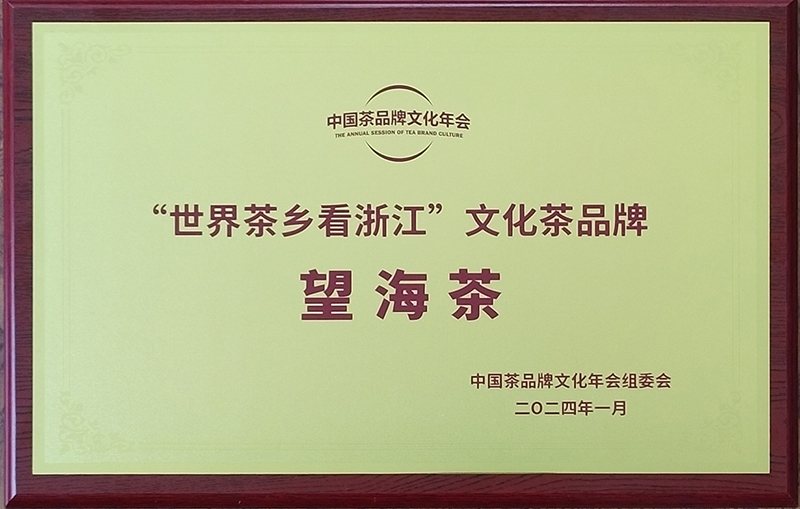 中国茶品牌文化年会
THE ANNUAL SESSION OF TEA BRAND CULTURE
“世界茶乡看浙江”文化茶品牌
望海茶
中国茶品牌文化年会组委会
二〇二四年一月